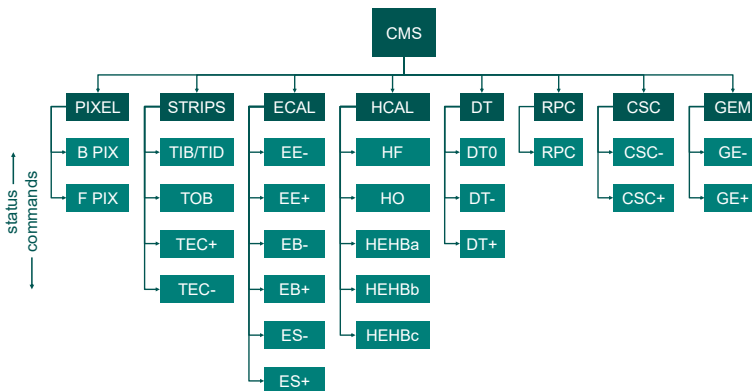 CMS
PIXEL STRIPS ECAL HCAL DT RPC CSC GEM
B PIX TIB/TID EE- HF DT0 RPC CSC- GE-
F PIX TOB EE+ HO DT- CSC+ GE+
TEC+ EB- HEHBa DT+
TEC- EB+ HEHBb
ES- HEHBc
ES+
status
commands